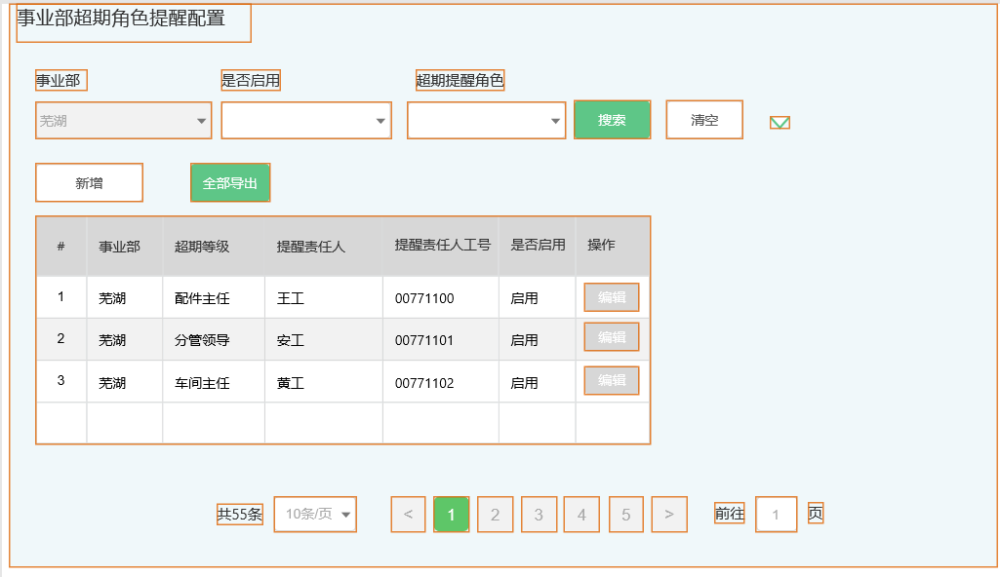 事业部超期角色提醒配置
事业部 是否启用 超期提醒角色
芜湖 搜索 清空
新增 全部导出
# 事业部 超期等级 提醒责任人 提醒责任人工号 是否启用 操作
1 芜湖 配件主任 王工 00771100 启用 编辑
2 芜湖 分管领导 安工 00771101 启用 编辑
3 芜湖 车间主任 黄工 00771102 启用 编辑
共55条 10条/页 < 1 2 3 4 5 > 前往 1 页